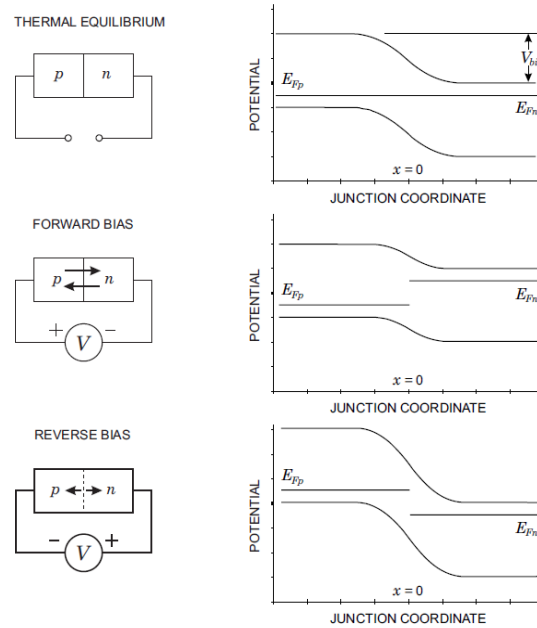 THERMAL EQUILIBRIUM
p n
POTENTIAL
V_bi
E_Fp
E_Fn
x = 0
JUNCTION COORDINATE
FORWARD BIAS
p n
+ V −
POTENTIAL
E_Fp
E_Fn
x = 0
JUNCTION COORDINATE
REVERSE BIAS
p n
− V +
POTENTIAL
E_Fp
E_Fn
x = 0
JUNCTION COORDINATE